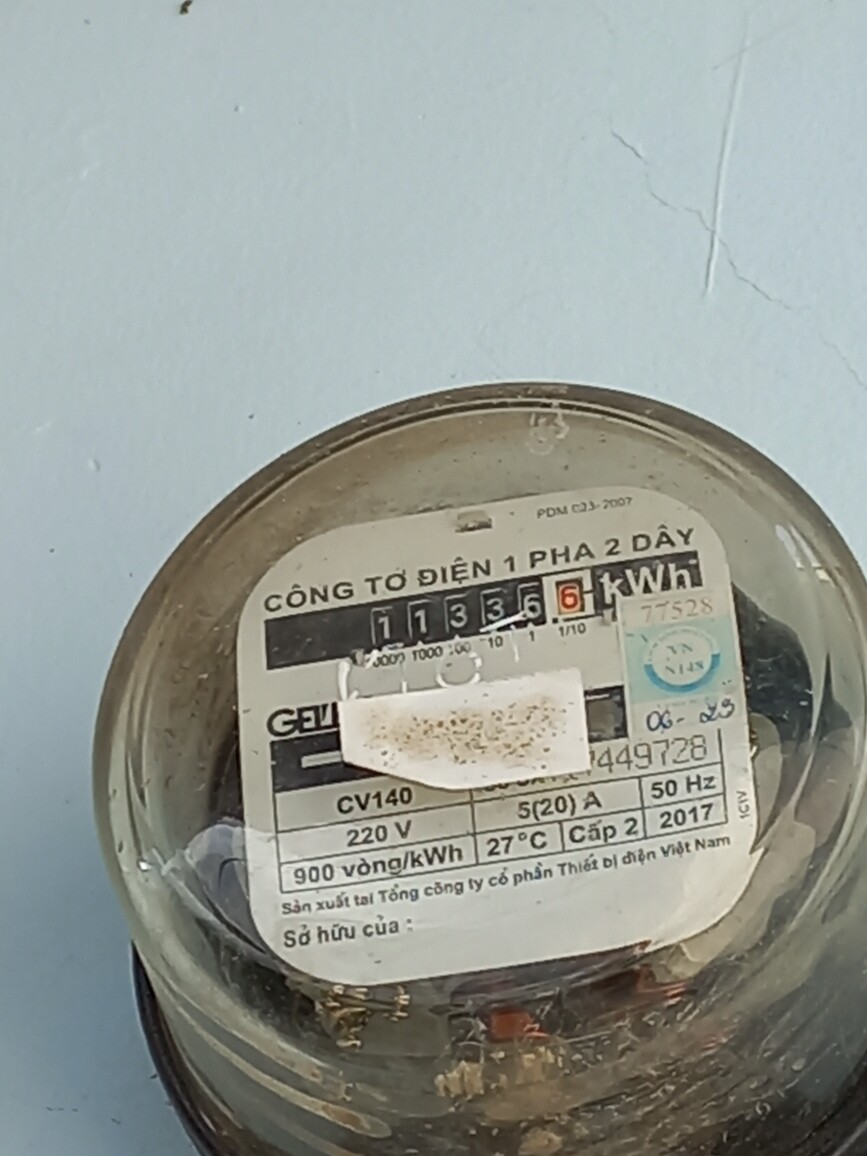 PDM 023-2007
CÔNG TƠ ĐIỆN 1 PHA 2 DÂY
1 1 3 3 6 6 kWh
1000 100 10 1 1/10
77528
VN
N148
06-23
7449728
CV140 5(20) A 50 Hz
220 V 27°C Cấp 2 2017
900 vòng/kWh
Sản xuất tại Tổng công ty cổ phần Thiết bị điện Việt Nam
Sở hữu của :